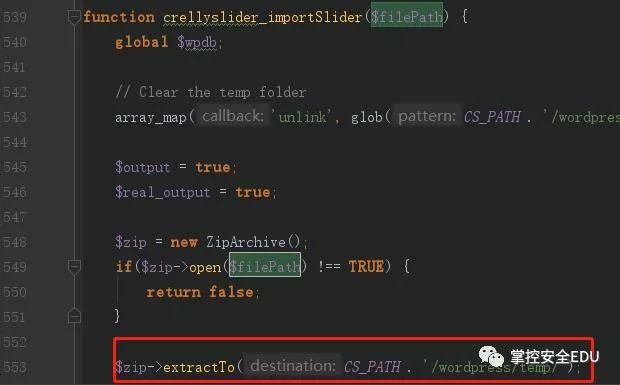 539 function crellyslider_importSlider($filePath) {
540 global $wpdb;
541
542 // Clear the temp folder
543 array_map( callback: 'unlink', glob( pattern: CS_PATH . '/wordpres
544
545 $output = true;
546 $real_output = true;
547
548 $zip = new ZipArchive();
549 if($zip->open($filePath) !== TRUE) {
550 return false;
551 }
552
553 $zip->extractTo( destination: CS_PATH . '/wordpress/temp/');
掌控安全EDU